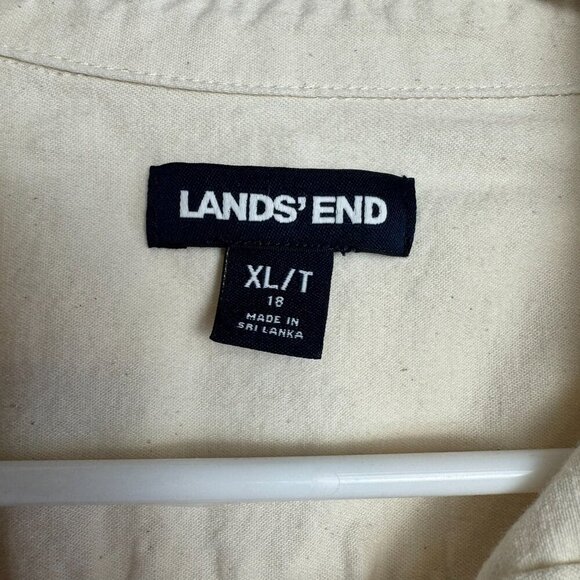 LANDS' END
XL/T
18
MADE IN
SRI LANKA